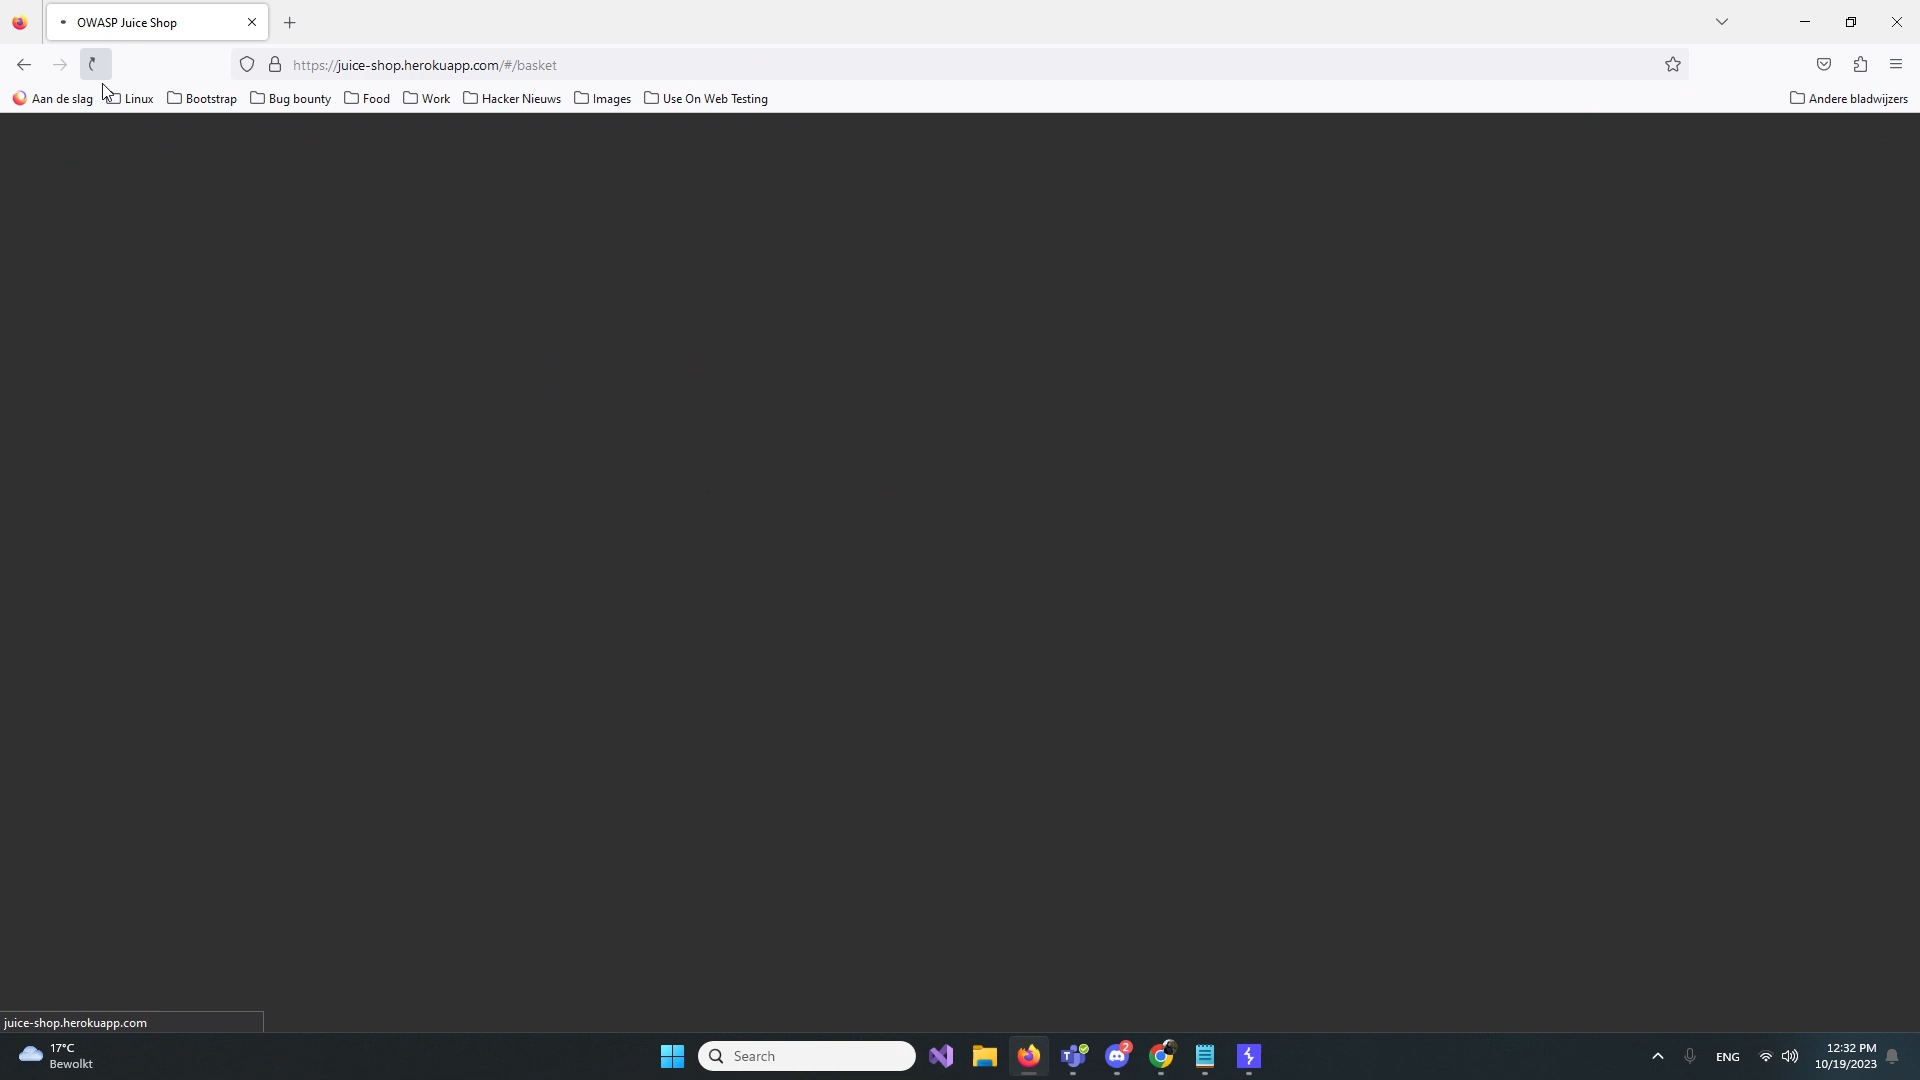 OWASP Juice Shop
https://juice-shop.herokuapp.com/#/basket
Aan de slag Linux Bootstrap Bug bounty Food Work Hacker Nieuws Images Use On Web Testing Andere bladwijzers
juice-shop.herokuapp.com
17°C
Bewolkt
Search
2
ENG
12:32 PM
10/19/2023